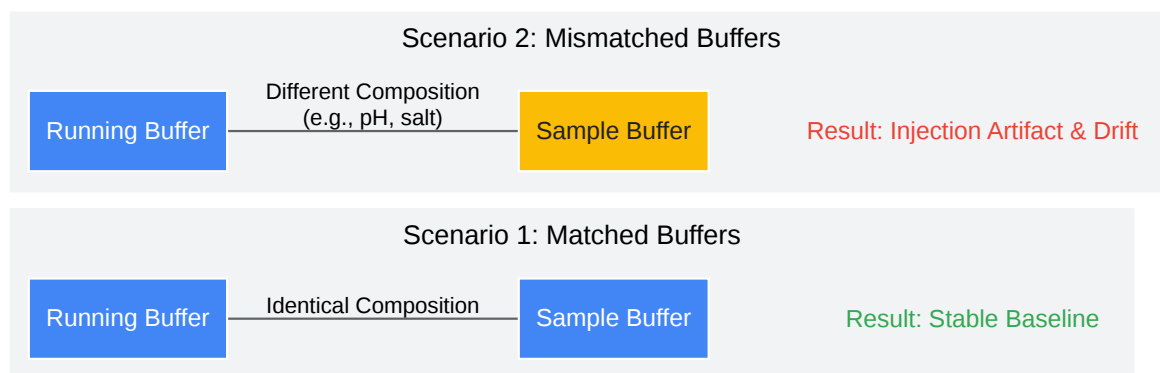 Scenario 2: Mismatched Buffers
Running Buffer
Different Composition
(e.g., pH, salt)
Sample Buffer
Result: Injection Artifact & Drift
Scenario 1: Matched Buffers
Running Buffer
Identical Composition
Sample Buffer
Result: Stable Baseline